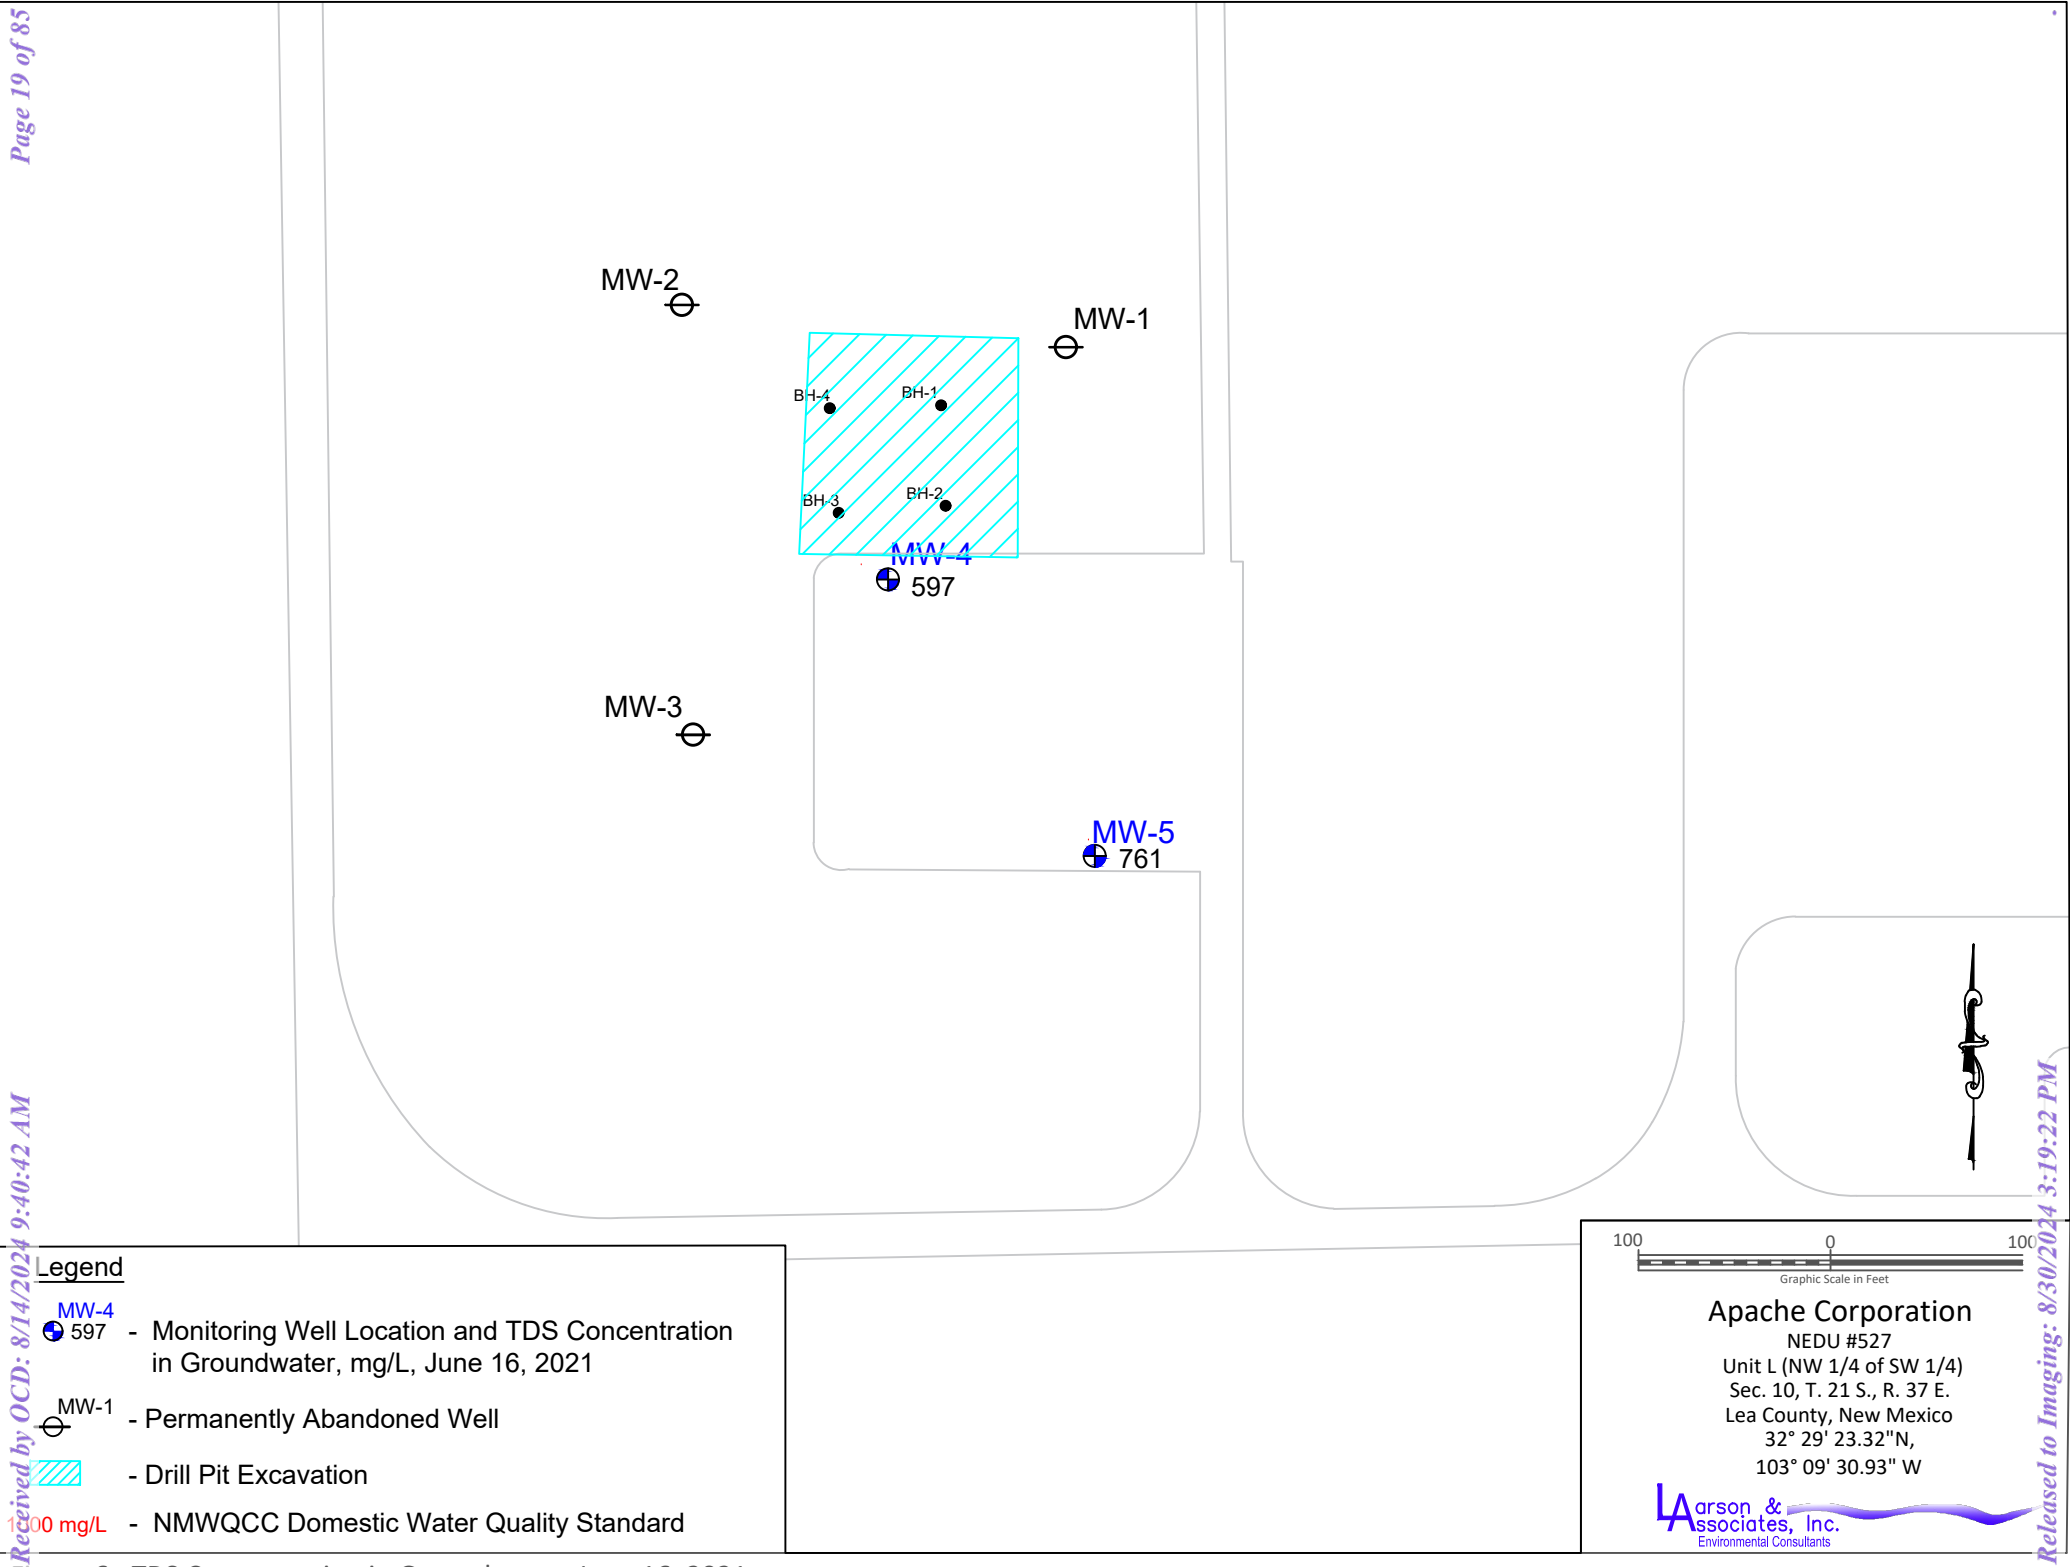 Page 19 of 85
MW-2
MW-1
BH-4
BH-1
BH-3
BH-2
MW-4
597
MW-3
MW-5
761
Received by OCD: 8/14/2024 9:40:42 AM
Released to Imaging: 8/30/2024 3:19:22 PM
Legend
MW-4
597 - Monitoring Well Location and TDS Concentration
in Groundwater, mg/L, June 16, 2021
MW-1 - Permanently Abandoned Well
- Drill Pit Excavation
mg/L - NMWQCC Domestic Water Quality Standard
100 0 100
Graphic Scale in Feet
Apache Corporation
NEDU #527
Unit L (NW 1/4 of SW 1/4)
Sec. 10, T. 21 S., R. 37 E.
Lea County, New Mexico
32° 29' 23.32"N,
103° 09' 30.93" W
Larson &
Associates, Inc.
Environmental Consultants